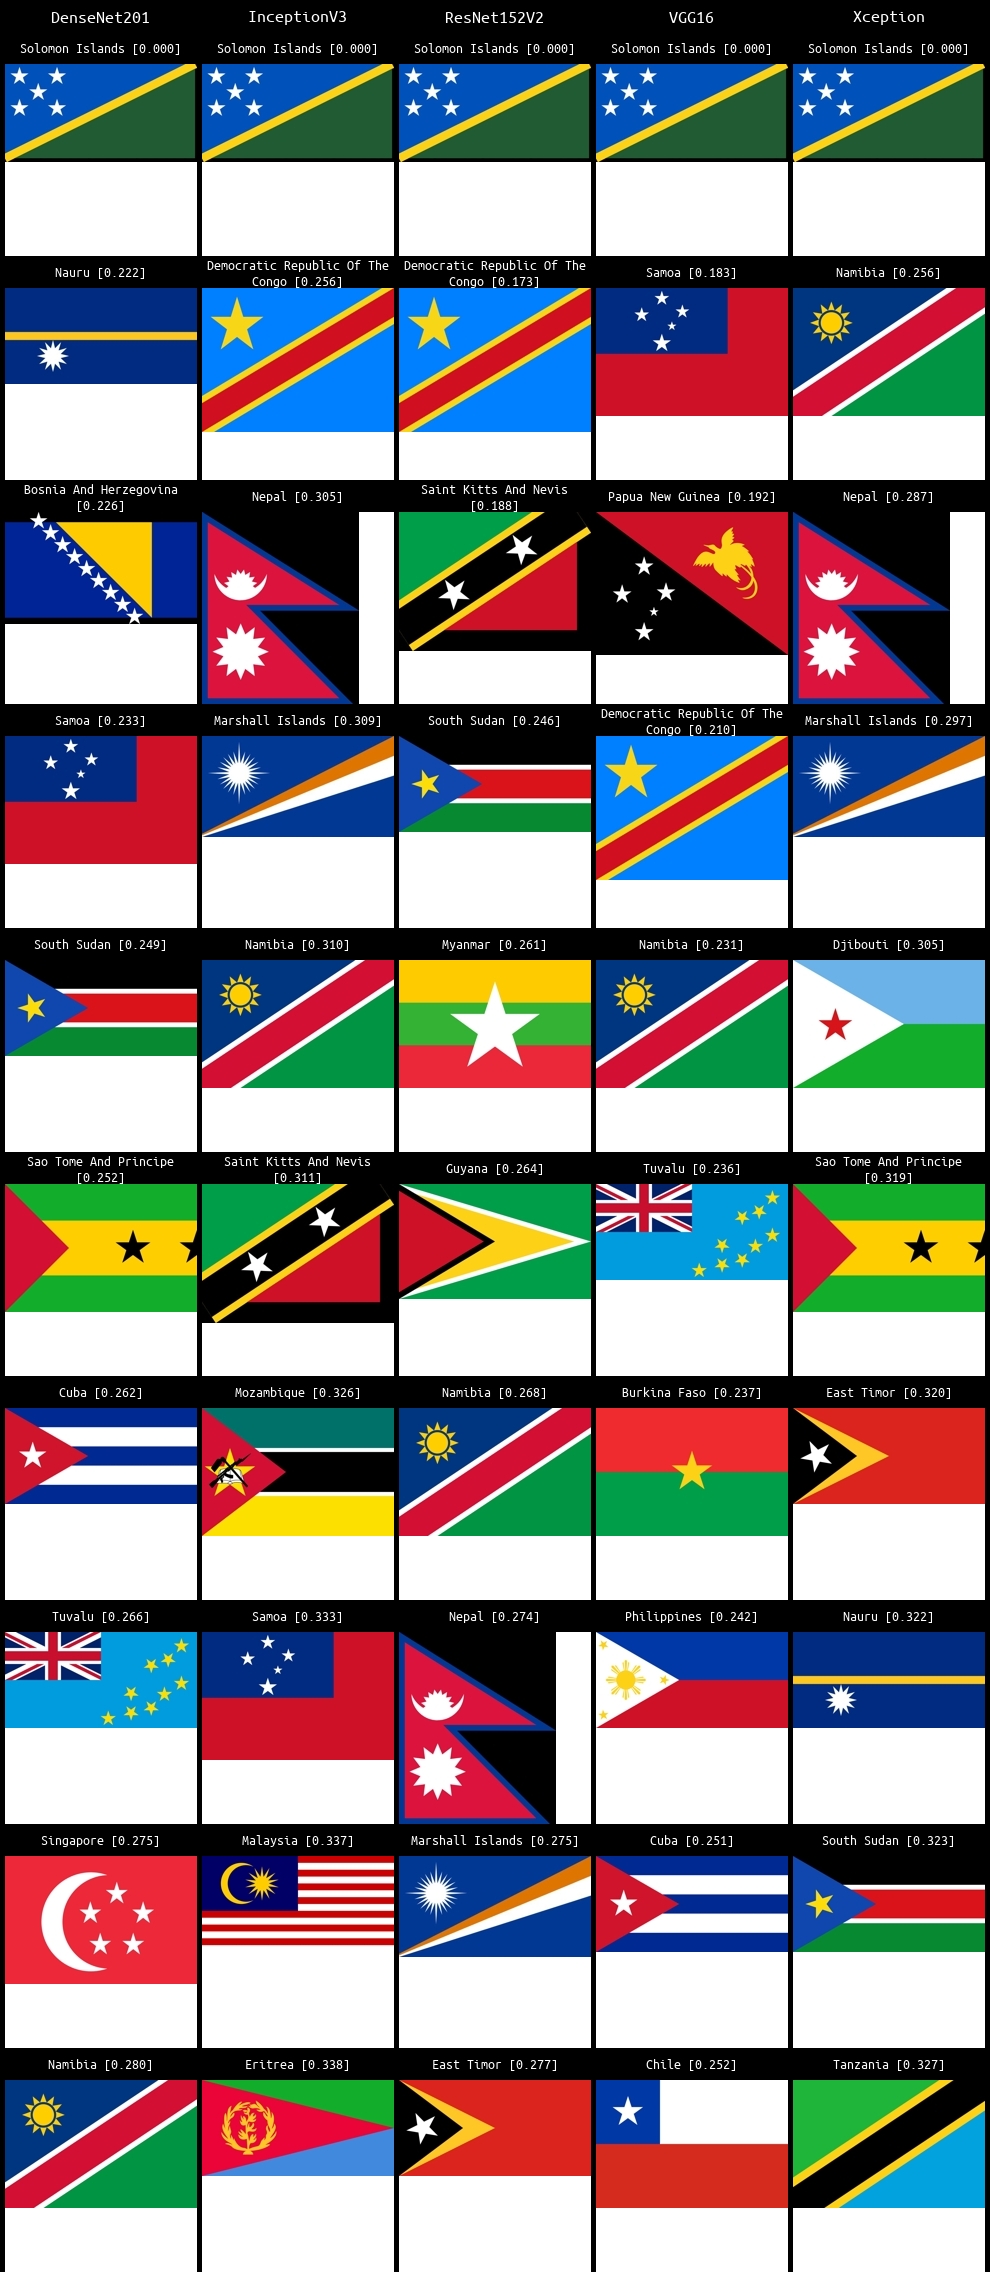 DenseNet201 InceptionV3 ResNet152V2 VGG16 Xception
Solomon Islands [0.000] Solomon Islands [0.000] Solomon Islands [0.000] Solomon Islands [0.000] Solomon Islands [0.000]
Nauru [0.222]
Democratic Republic Of The
Congo [0.256]
Democratic Republic Of The
Congo [0.173]
Samoa [0.183]
Namibia [0.256]
Bosnia And Herzegovina
[0.226]
Nepal [0.305]
Saint Kitts And Nevis
[0.188]
Papua New Guinea [0.192]
Nepal [0.287]
Samoa [0.233]
Marshall Islands [0.309]
South Sudan [0.246]
Democratic Republic Of The
Congo [0.210]
Marshall Islands [0.297]
South Sudan [0.249]
Namibia [0.310]
Myanmar [0.261]
Namibia [0.231]
Djibouti [0.305]
Sao Tome And Principe
[0.252]
Saint Kitts And Nevis
[0.311]
Guyana [0.264]
Tuvalu [0.236]
Sao Tome And Principe
[0.319]
Cuba [0.262]
Mozambique [0.326]
Namibia [0.268]
Burkina Faso [0.237]
East Timor [0.320]
Tuvalu [0.266]
Samoa [0.333]
Nepal [0.274]
Philippines [0.242]
Nauru [0.322]
Singapore [0.275]
Malaysia [0.337]
Marshall Islands [0.275]
Cuba [0.251]
South Sudan [0.323]
Namibia [0.280]
Eritrea [0.338]
East Timor [0.277]
Chile [0.252]
Tanzania [0.327]